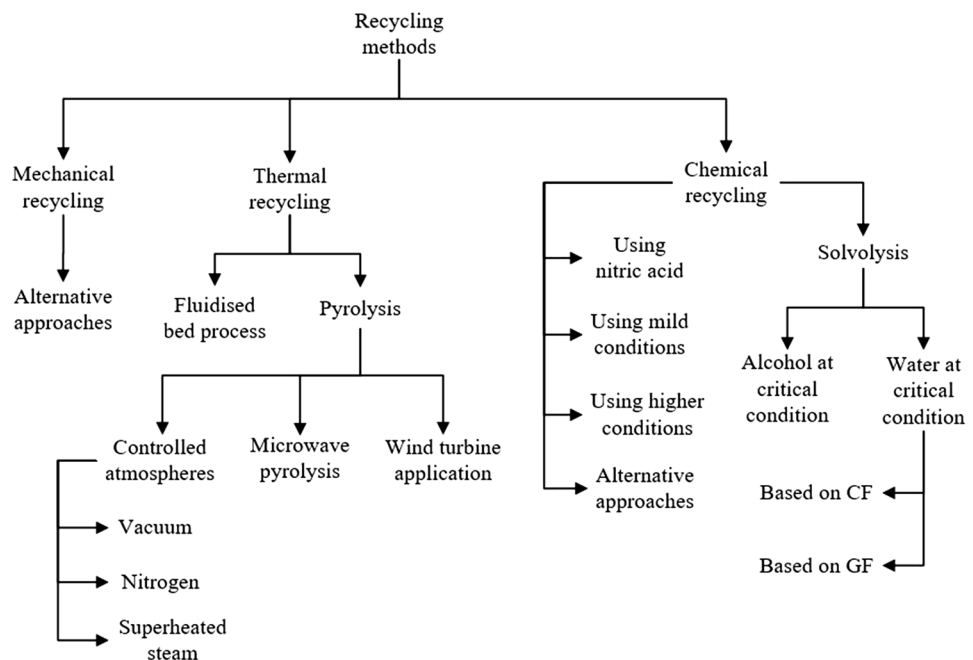 Recycling
methods
Mechanical
recycling
Thermal
recycling
Chemical
recycling
Alternative
approaches
Fluidised
bed process
Pyrolysis
Using
nitric acid
Solvolysis
Using mild
conditions
Alcohol at
critical
condition
Water at
critical
condition
Using higher
conditions
Controlled
atmospheres
Microwave
pyrolysis
Wind turbine
application
Alternative
approaches
Based on CF
Vacuum
Based on GF
Nitrogen
Superheated
steam